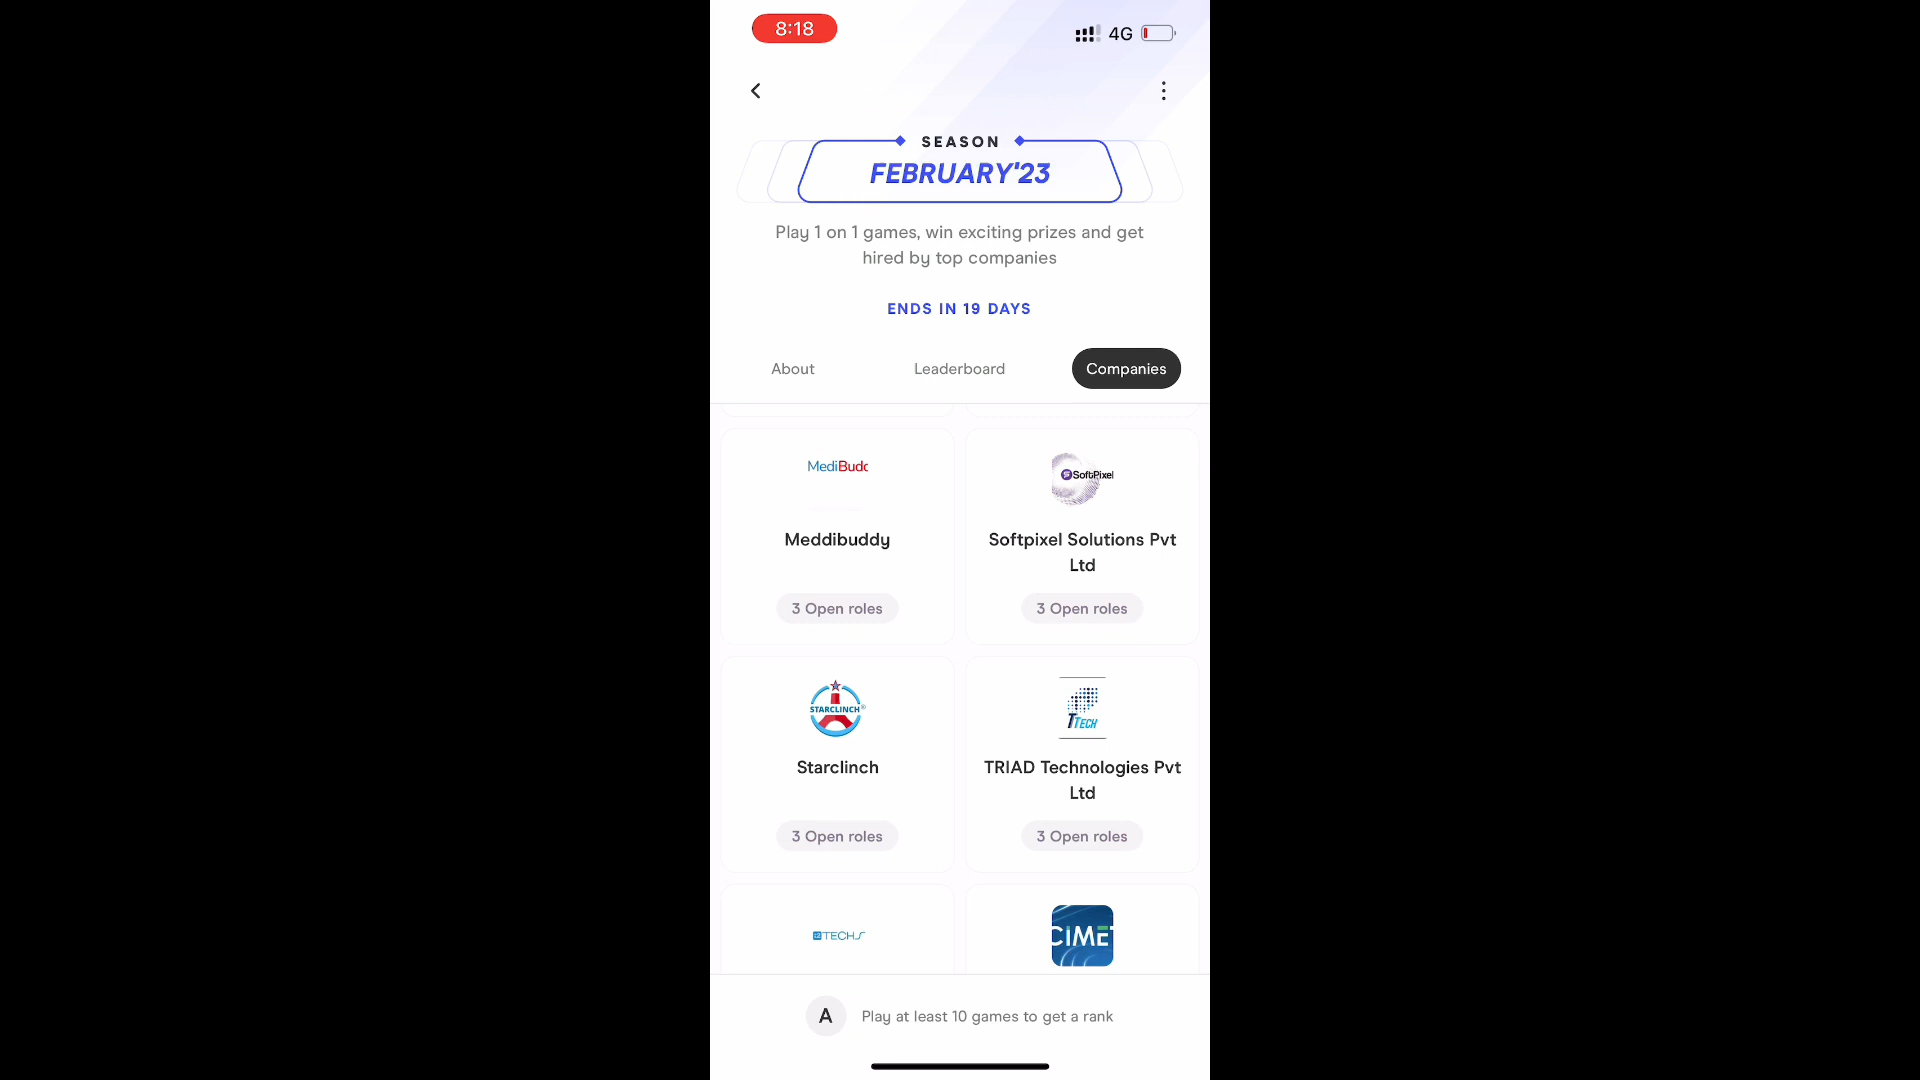 8:18
4G
SEASON
FEBRUARY'23
Play 1 on 1 games, win exciting prizes and get
hired by top companies
ENDS IN 19 DAYS
About
Leaderboard
Companies
MediBudd
SoftPixel
Meddibuddy
Softpixel Solutions Pvt
Ltd
3 Open roles
3 Open roles
STARCLINCH®
TTECH
Starclinch
TRIAD Technologies Pvt
Ltd
3 Open roles
3 Open roles
TECHS
CIMET
A
Play at least 10 games to get a rank